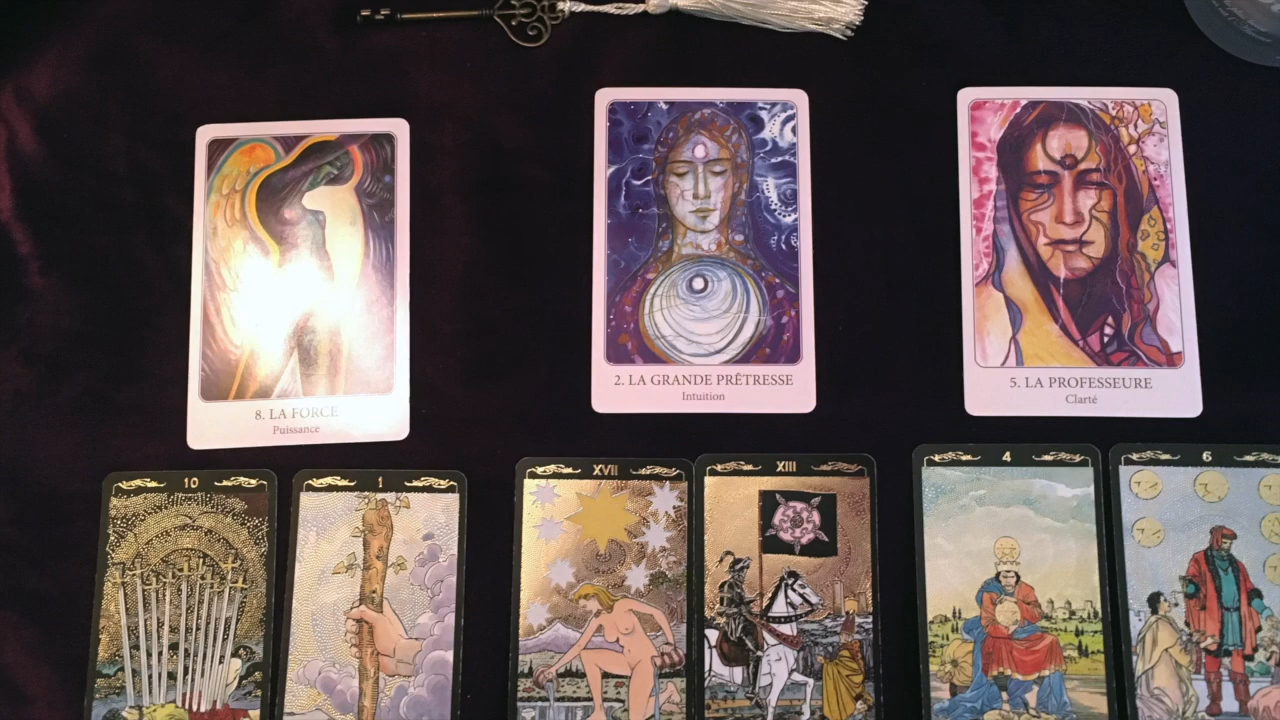 8. LA FORCE
Puissance
2. LA GRANDE PRÊTRESSE
Intuition
5. LA PROFESSEURE
Clarté
10
1
XVII
XIII
4
6